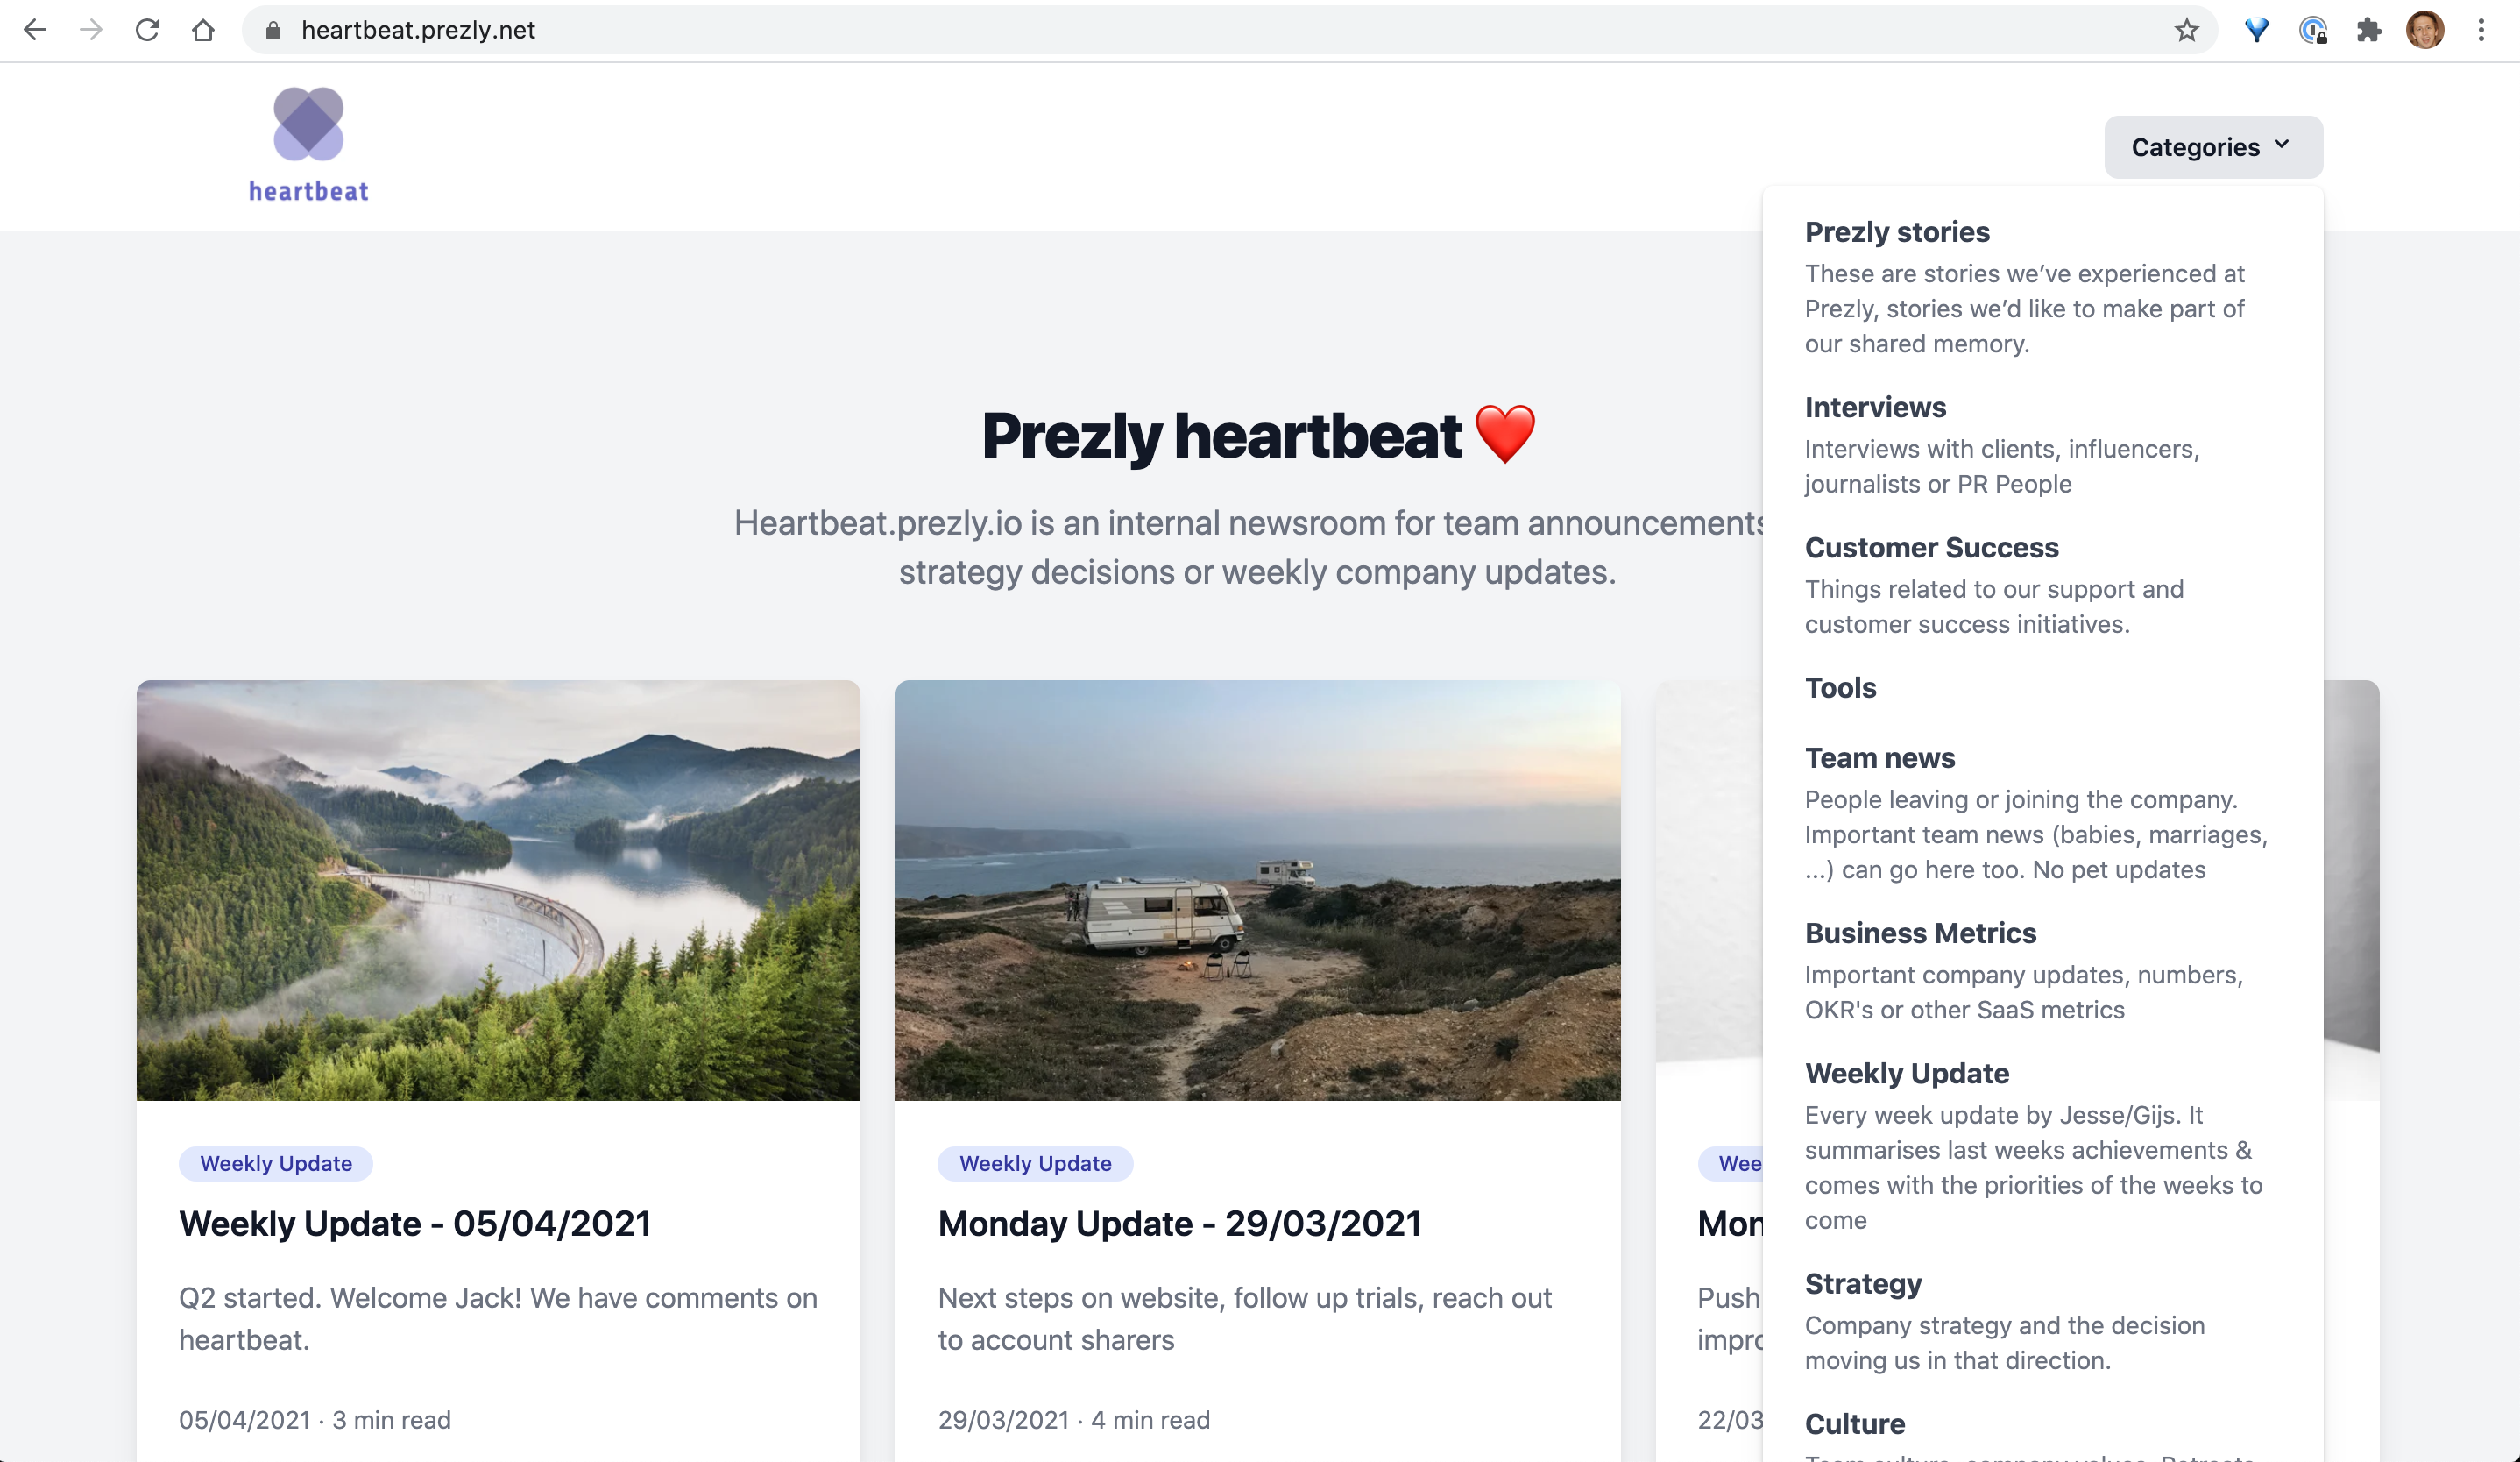 heartbeat.prezly.net
heartbeat
Categories
Prezly heartbeat ❤️
Heartbeat.prezly.io is an internal newsroom for team announcements
strategy decisions or weekly company updates.
Weekly Update
Weekly Update - 05/04/2021
Q2 started. Welcome Jack! We have comments on
heartbeat.
05/04/2021 · 3 min read
Weekly Update
Monday Update - 29/03/2021
Next steps on website, follow up trials, reach out
to account sharers
29/03/2021 · 4 min read
Wee
Mon
Push
impro
22/03
Prezly stories
These are stories we’ve experienced at
Prezly, stories we’d like to make part of
our shared memory.
Interviews
Interviews with clients, influencers,
journalists or PR People
Customer Success
Things related to our support and
customer success initiatives.
Tools
Team news
People leaving or joining the company.
Important team news (babies, marriages,
...) can go here too. No pet updates
Business Metrics
Important company updates, numbers,
OKR's or other SaaS metrics
Weekly Update
Every week update by Jesse/Gijs. It
summarises last weeks achievements &
comes with the priorities of the weeks to
come
Strategy
Company strategy and the decision
moving us in that direction.
Culture